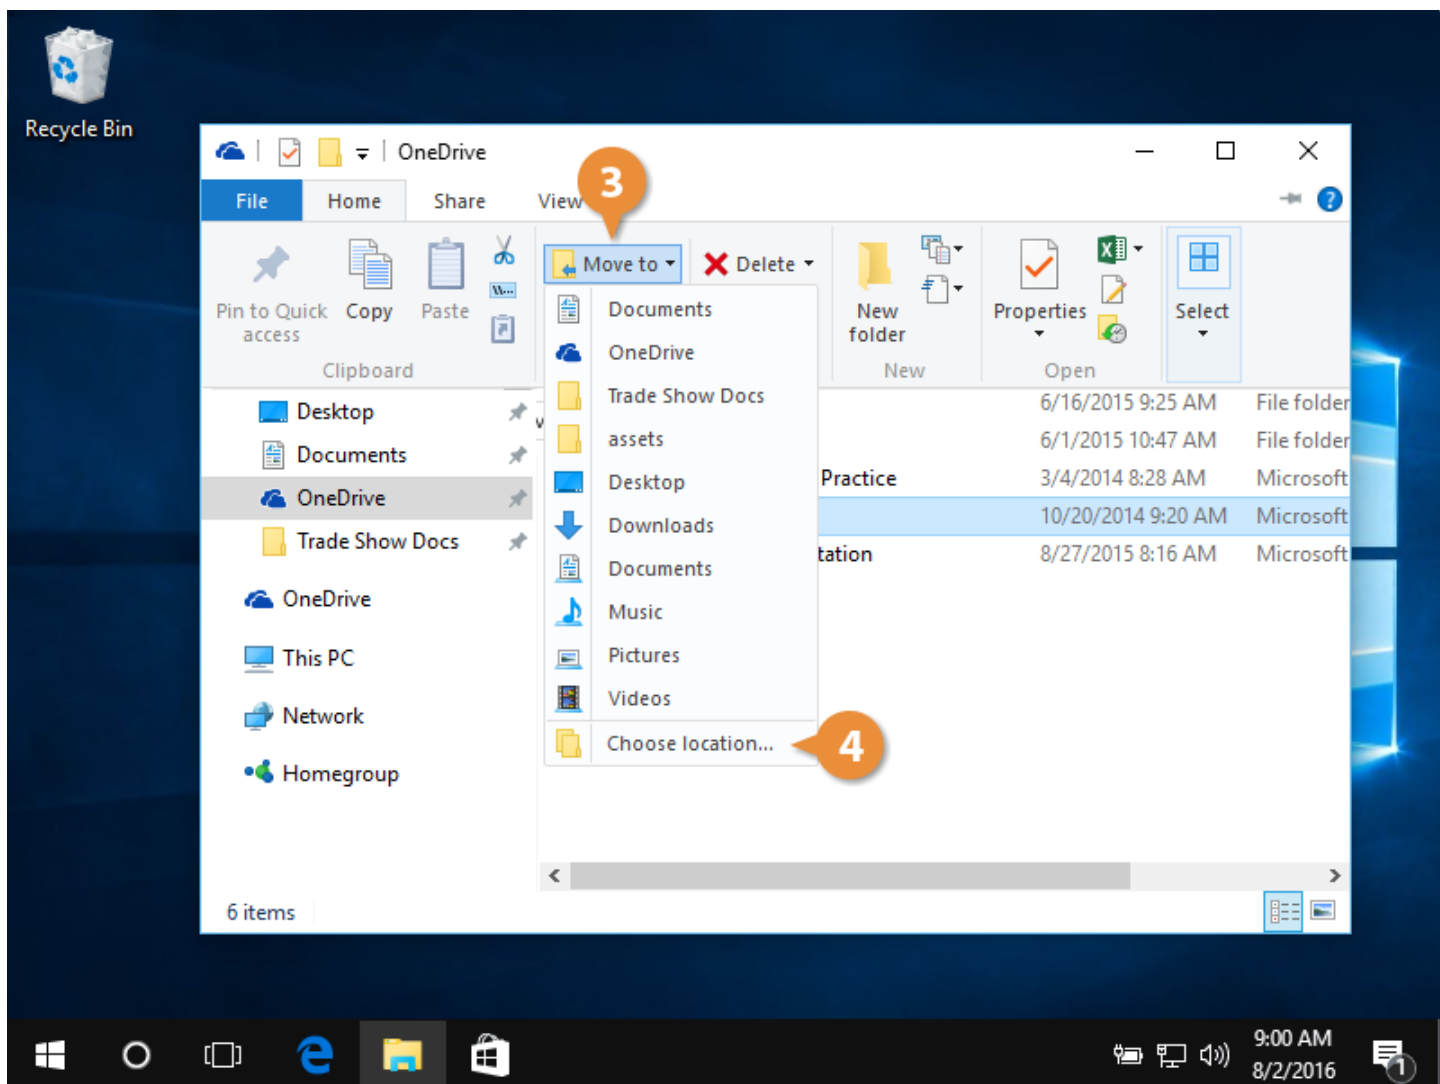 Recycle Bin
OneDrive
3
File Home Share View
Move to Delete
Pin to Quick access
Copy
Paste
New folder
Properties
Select
Clipboard
New
Open
Documents
OneDrive
Trade Show Docs
assets
Desktop
Downloads
Documents
Music
Pictures
Videos
Choose location...
4
Desktop
Documents
OneDrive
Trade Show Docs
OneDrive
This PC
Network
Homegroup
6/16/2015 9:25 AM File folder
6/1/2015 10:47 AM File folder
Practice 3/4/2014 8:28 AM Microsoft
10/20/2014 9:20 AM Microsoft
tation 8/27/2015 8:16 AM Microsoft
6 items
9:00 AM
8/2/2016
1